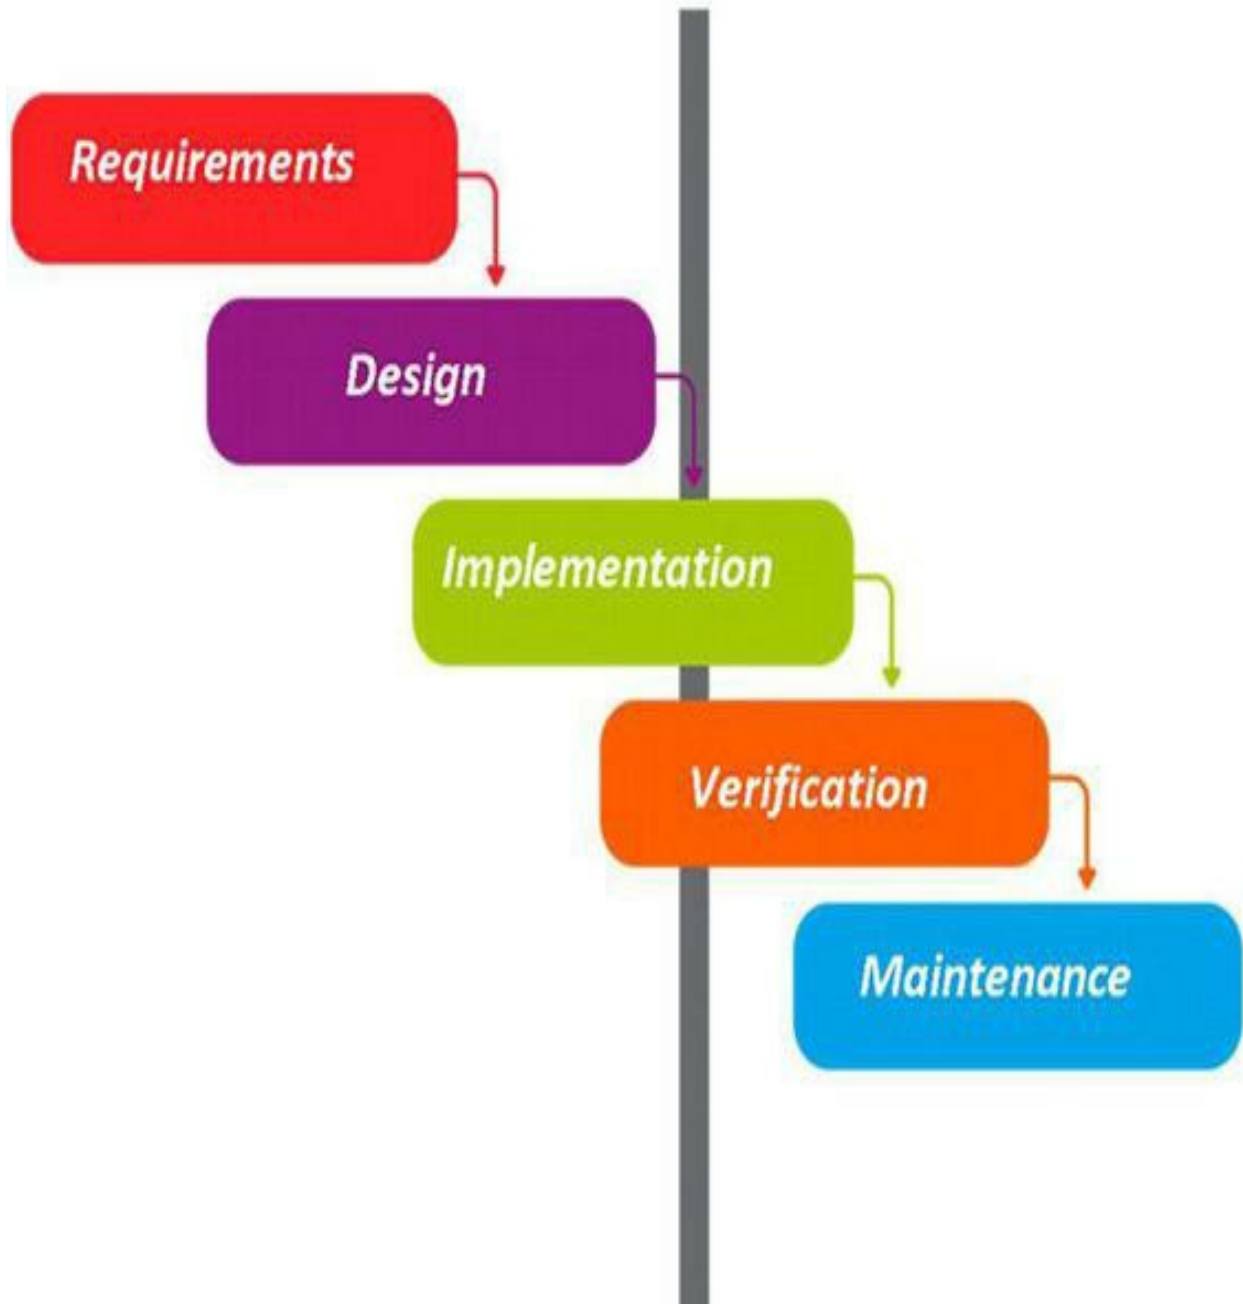 Requirements
Design
Implementation
Verification
Maintenance